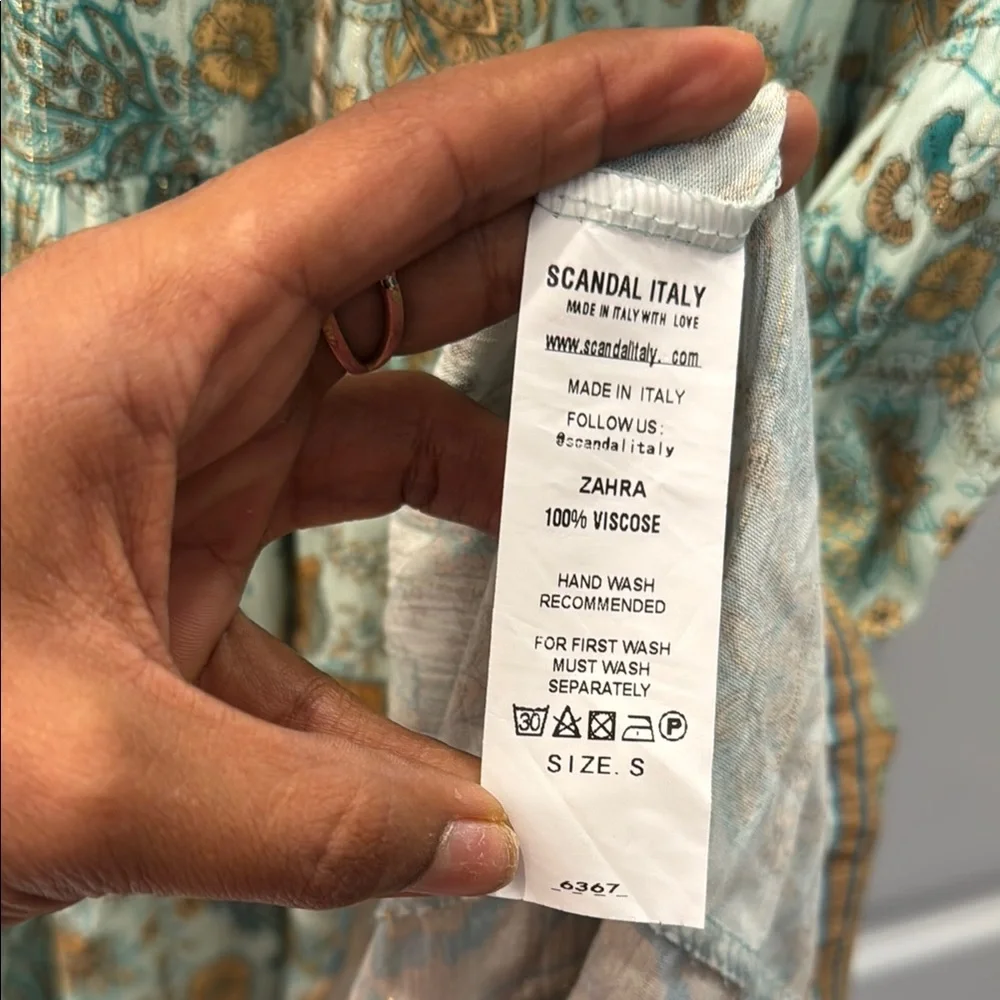 SCANDAL ITALY
MADE IN ITALY WITH LOVE
www.scandalitaly. com
MADE IN ITALY
FOLLOW US:
@scandalitaly
ZAHRA
100% VISCOSE
HAND WASH
RECOMMENDED
FOR FIRST WASH
MUST WASH
SEPARATELY
30 P
SIZE. S
_6367_